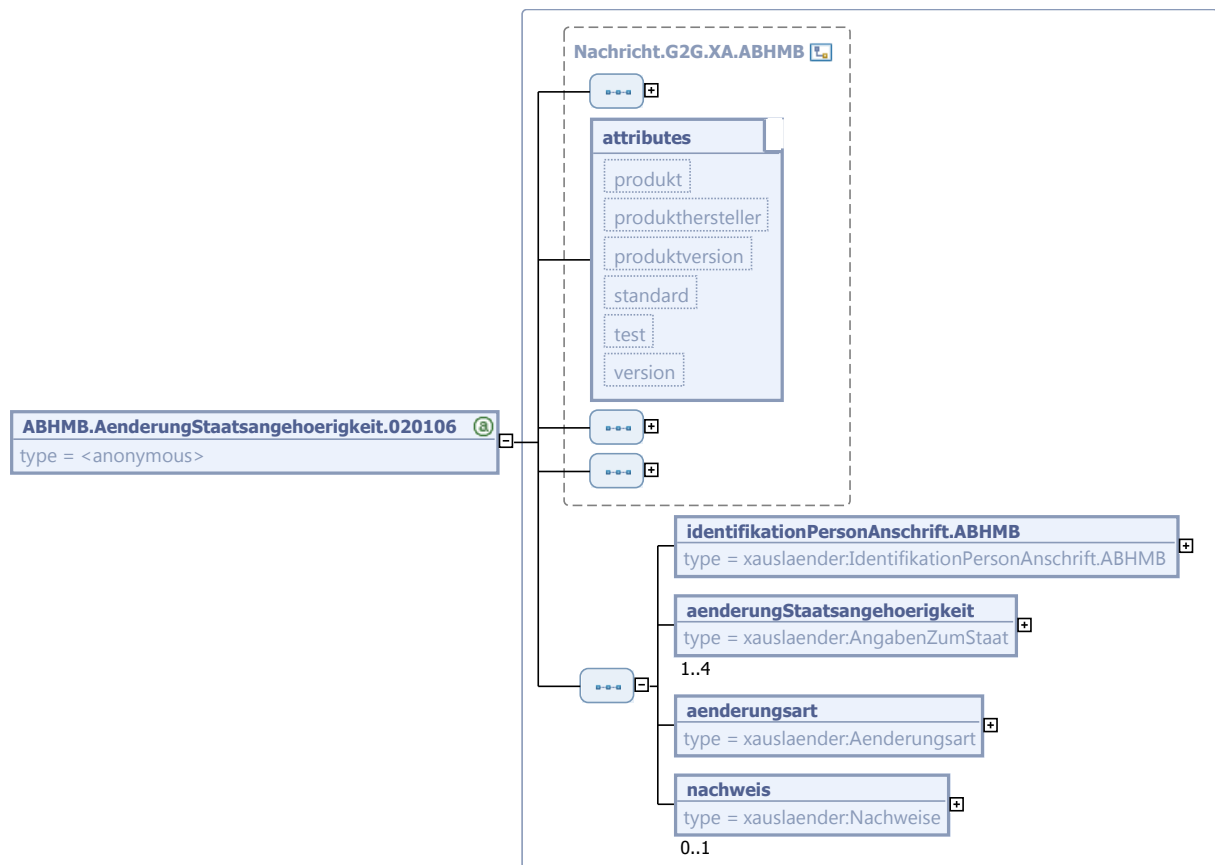 Nachricht.G2G.XA.ABHMB
attributes
produkt
produkthersteller
produktversion
standard
test
version
ABHMB.AenderungStaatsangehoerigkeit.020106
type = <anonymous>
identifikationPersonAnschrift.ABHMB
type = xauslaender:IdentifikationPersonAnschrift.ABHMB
aenderungStaatsangehoerigkeit
type = xauslaender:AngabenZumStaat
1..4
aenderungsart
type = xauslaender:Aenderungsart
nachweis
type = xauslaender:Nachweise
0..1